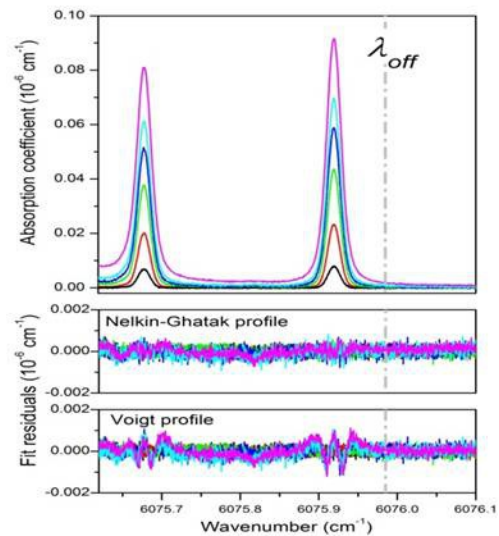 Absorption coefficient (10⁻⁶ cm⁻¹)
0.10
0.08
0.06
0.04
0.02
0.00
λoff
Fit residuals (10⁻⁶ cm⁻¹)
0.002
0.000
-0.002
Nelkin-Ghatak profile
0.002
0.000
-0.002
Voigt profile
6075.7
6075.8
6075.9
6076.0
6076.1
Wavenumber (cm⁻¹)